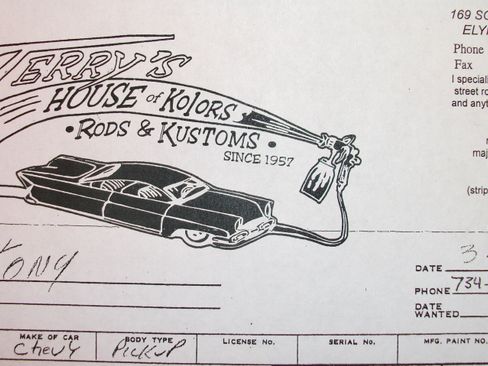 TERRY'S
HOUSE of KOLORS
• RODS & KUSTOMS •
SINCE 1957
169 SO
ELY
Phone
Fax
I speciali
street ro
and anyt
maj
(strip
TONY
DATE 3
PHONE 734-
DATE
WANTED
MAKE OF CAR
Chevy
BODY TYPE
PICKUP
LICENSE No.
SERIAL No.
MFG. PAINT NO.